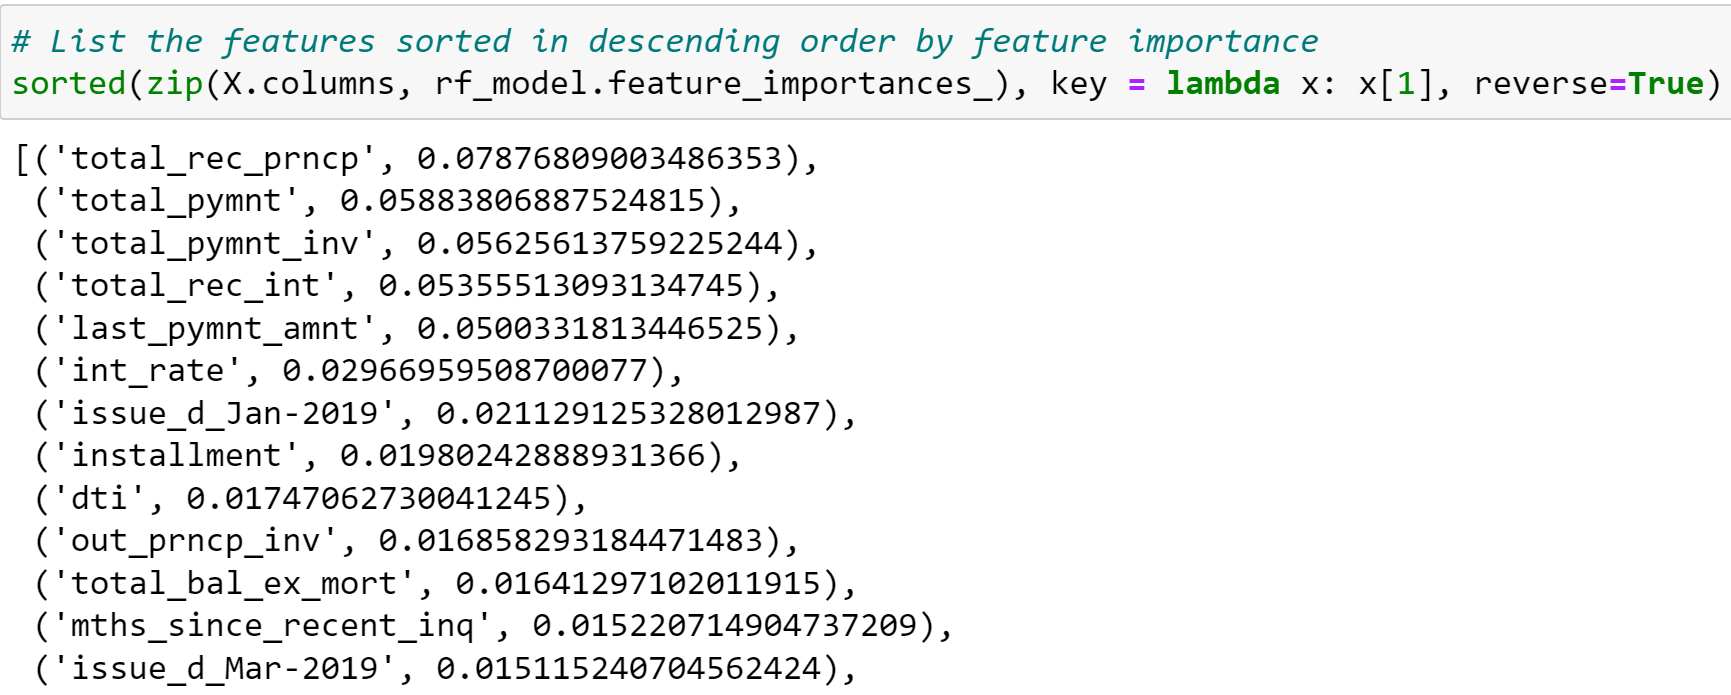 # List the features sorted in descending order by feature importance
sorted(zip(X.columns, rf_model.feature_importances_), key = lambda x: x[1], reverse=True)
[('total_rec_prncp', 0.07876809003486353),
('total_pymnt', 0.05883806887524815),
('total_pymnt_inv', 0.05625613759225244),
('total_rec_int', 0.05355513093134745),
('last_pymnt_amnt', 0.0500331813446525),
('int_rate', 0.02966959508700077),
('issue_d_Jan-2019', 0.021129125328012987),
('installment', 0.01980242888931366),
('dti', 0.01747062730041245),
('out_prncp_inv', 0.016858293184471483),
('total_bal_ex_mort', 0.01641297102011915),
('mths_since_recent_inq', 0.015220714904737209),
('issue_d_Mar-2019', 0.015115240704562424),